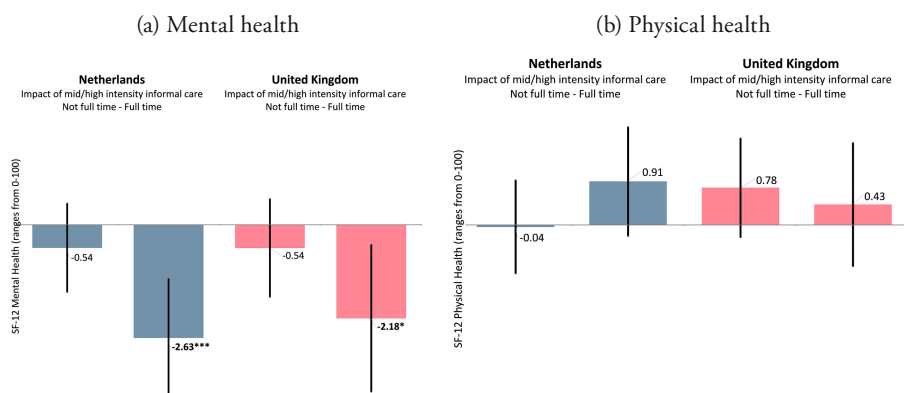 (a) Mental health
Netherlands
Impact of mid/high intensity informal care
Not full time - Full time
United Kingdom
Impact of mid/high intensity informal care
Not full time - Full time
SF-12 Mental Health (ranges from 0-100)
-0.54
-2.63***
-0.54
-2.18*
(b) Physical health
Netherlands
Impact of mid/high intensity informal care
Not full time - Full time
United Kingdom
Impact of mid/high intensity informal care
Not full time - Full time
SF-12 Physical Health (ranges from 0-100)
-0.04
0.91
0.78
0.43